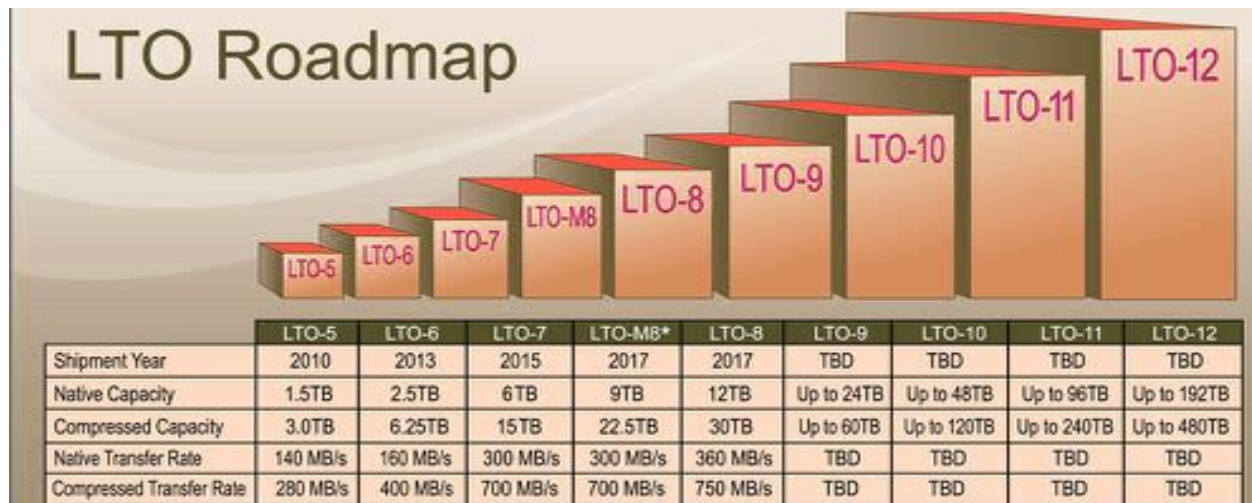 LTO Roadmap
LTO-5
LTO-6
LTO-7
LTO-M8
LTO-8
LTO-9
LTO-10
LTO-11
LTO-12
LTO-5 LTO-6 LTO-7 LTO-M8* LTO-8 LTO-9 LTO-10 LTO-11 LTO-12
Shipment Year 2010 2013 2015 2017 2017 TBD TBD TBD TBD
Native Capacity 1.5TB 2.5TB 6TB 9TB 12TB Up to 24TB Up to 48TB Up to 96TB Up to 192TB
Compressed Capacity 3.0TB 6.25TB 15TB 22.5TB 30TB Up to 60TB Up to 120TB Up to 240TB Up to 480TB
Native Transfer Rate 140 MB/s 160 MB/s 300 MB/s 300 MB/s 360 MB/s TBD TBD TBD TBD
Compressed Transfer Rate 280 MB/s 400 MB/s 700 MB/s 700 MB/s 750 MB/s TBD TBD TBD TBD